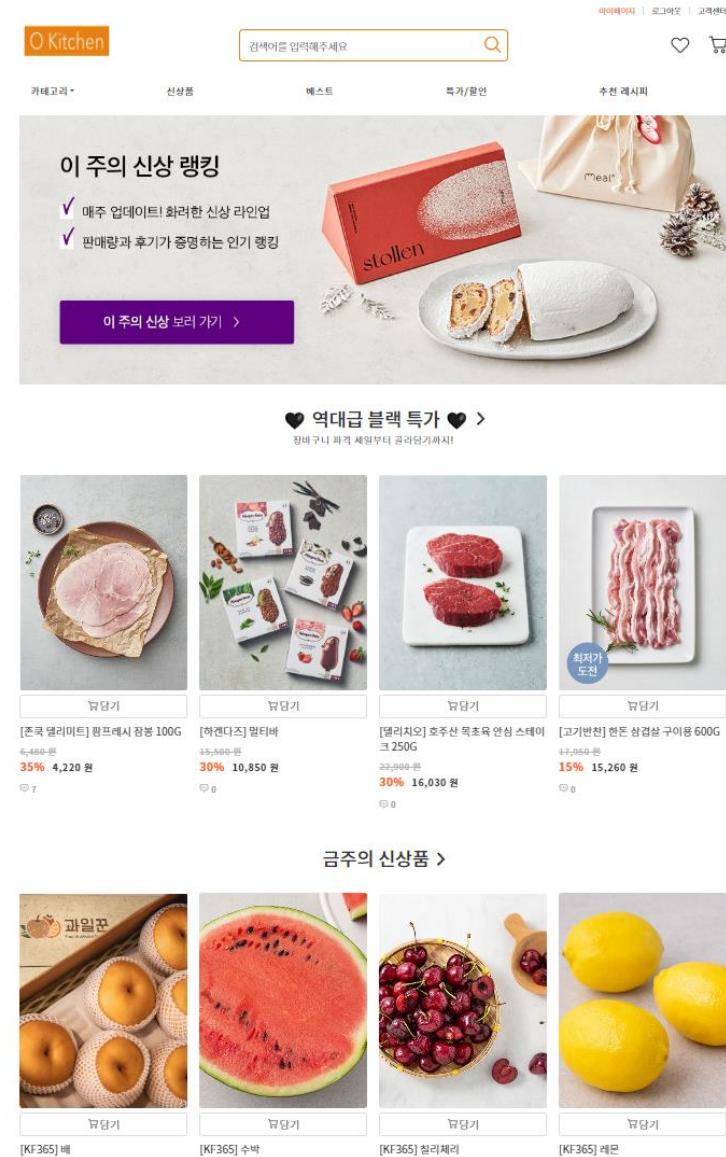 마이페이지 | 로그아웃 | 고객센터
O Kitchen
검색어를 입력해주세요
카테고리 신상품 베스트 특가/할인 추천 레시피
이 주의 신상 랭킹
매주 업데이트! 화려한 신상 라인업
판매량과 후기가 증명하는 인기 랭킹
이 주의 신상 보러 가기 >
stollen
meal°
🖤 역대급 블랙 특가 🖤 >
장바구니 파격 세일부터 골라담기까지!
최저가
도전
담기 담기 담기 담기
[존쿡 델리미트] 팜프레시 잠봉 100G
6,480 원
35% 4,220 원
7
[하겐다즈] 멀티바
15,500 원
30% 10,850 원
0
[델리치오] 호주산 목초육 안심 스테이
크 250G
22,900 원
30% 16,030 원
0
[고기반찬] 한돈 삼겹살 구이용 600G
17,950 원
15% 15,260 원
0
금주의 신상품 >
과일꾼
담기 담기 담기 담기
[KF365] 배
[KF365] 수박
[KF365] 칠리체리
[KF365] 레몬